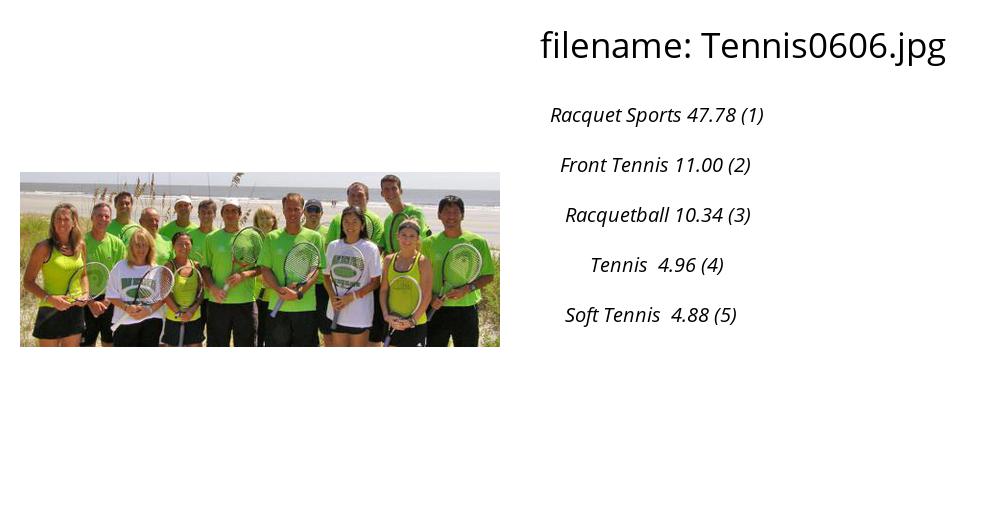 filename: Tennis0606.jpg
Racquet Sports 47.78 (1)
Front Tennis 11.00 (2)
Racquetball 10.34 (3)
Tennis 4.96 (4)
Soft Tennis 4.88 (5)